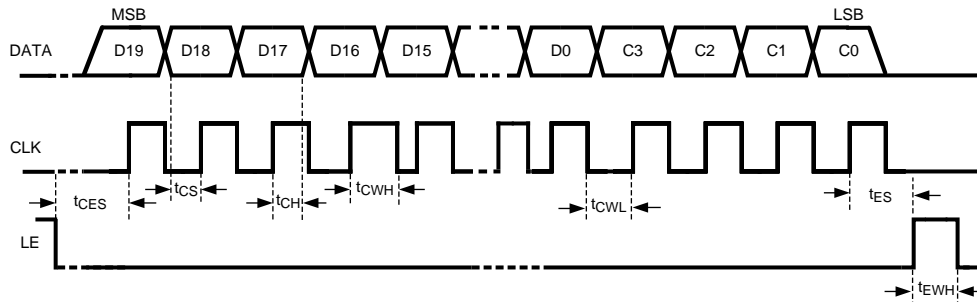 MSB LSB
DATA D19 D18 D17 D16 D15 D0 C3 C2 C1 C0
CLK
tCES tCS tCH tCWH tCWL tES
LE
tEWH